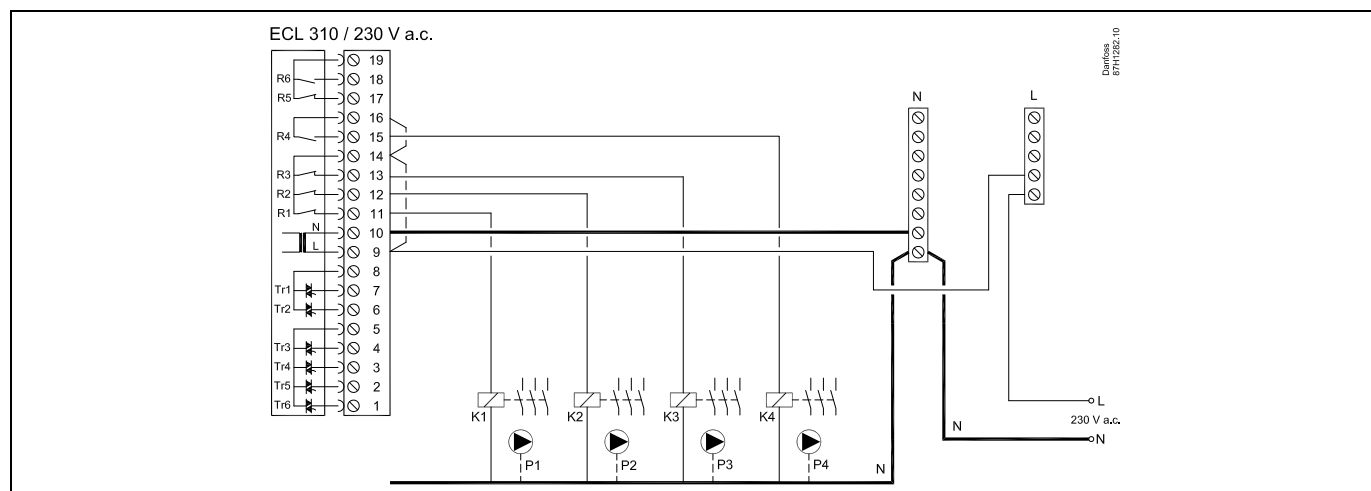 ECL 310 / 230 V a.c.
Danfoss
87H1282.10
19
R6 18
R5 17
16
R4 15
14
R3 13
R2 12
R1 11
N 10
L 9
8
Tr1 7
Tr2 6
5
Tr3 4
Tr4 3
Tr5 2
Tr6 1
N L
K1 K2 K3 K4
P1 P2 P3 P4
N
L
230 V a.c.
N
N